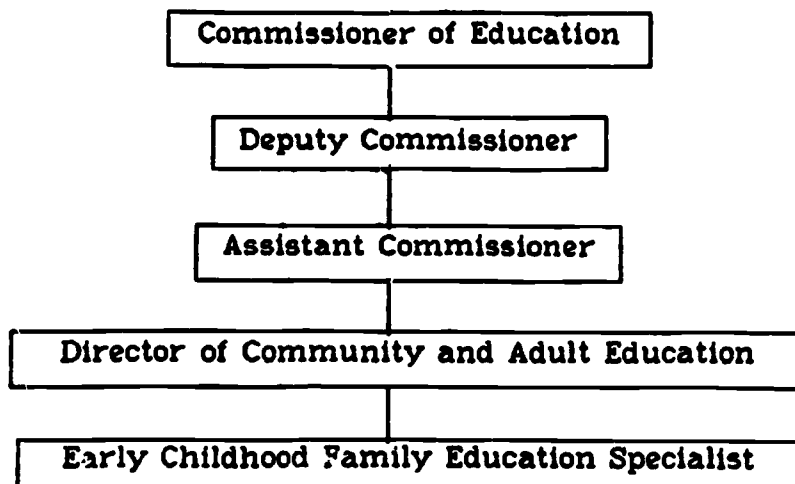 Commissioner of Education
Deputy Commissioner
Assistant Commissioner
Director of Community and Adult Education
Early Childhood Family Education Specialist